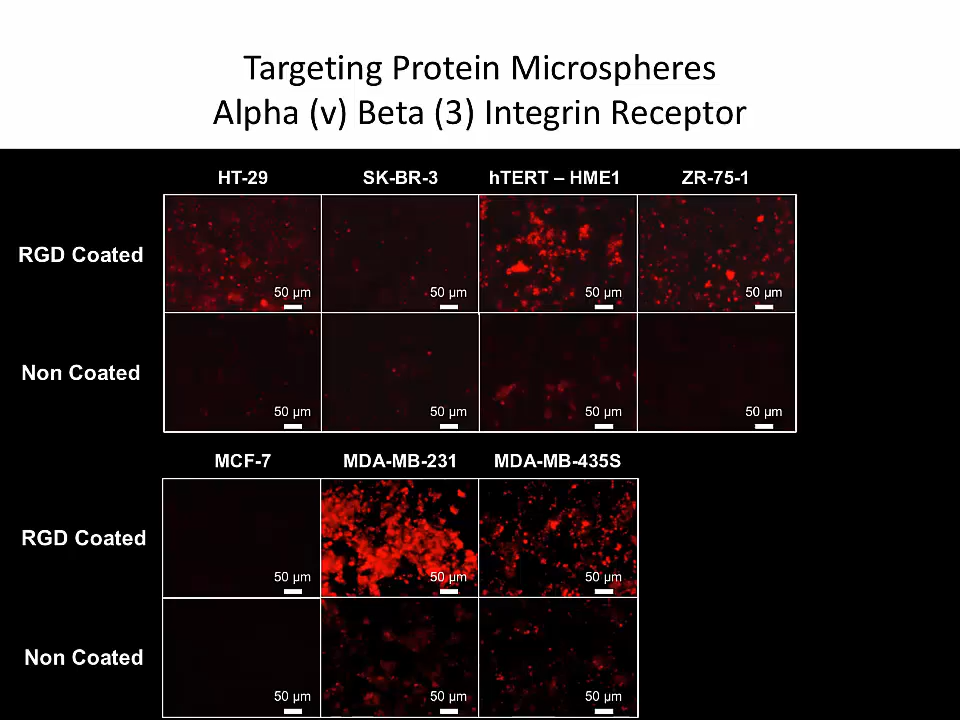 Targeting Protein Microspheres
Alpha (v) Beta (3) Integrin Receptor
HT-29 SK-BR-3 hTERT – HME1 ZR-75-1
RGD Coated
50 µm 50 µm 50 µm 50 µm
Non Coated
50 µm 50 µm 50 µm 50 µm
MCF-7 MDA-MB-231 MDA-MB-435S
RGD Coated
50 µm 50 µm 50 µm
Non Coated
50 µm 50 µm 50 µm